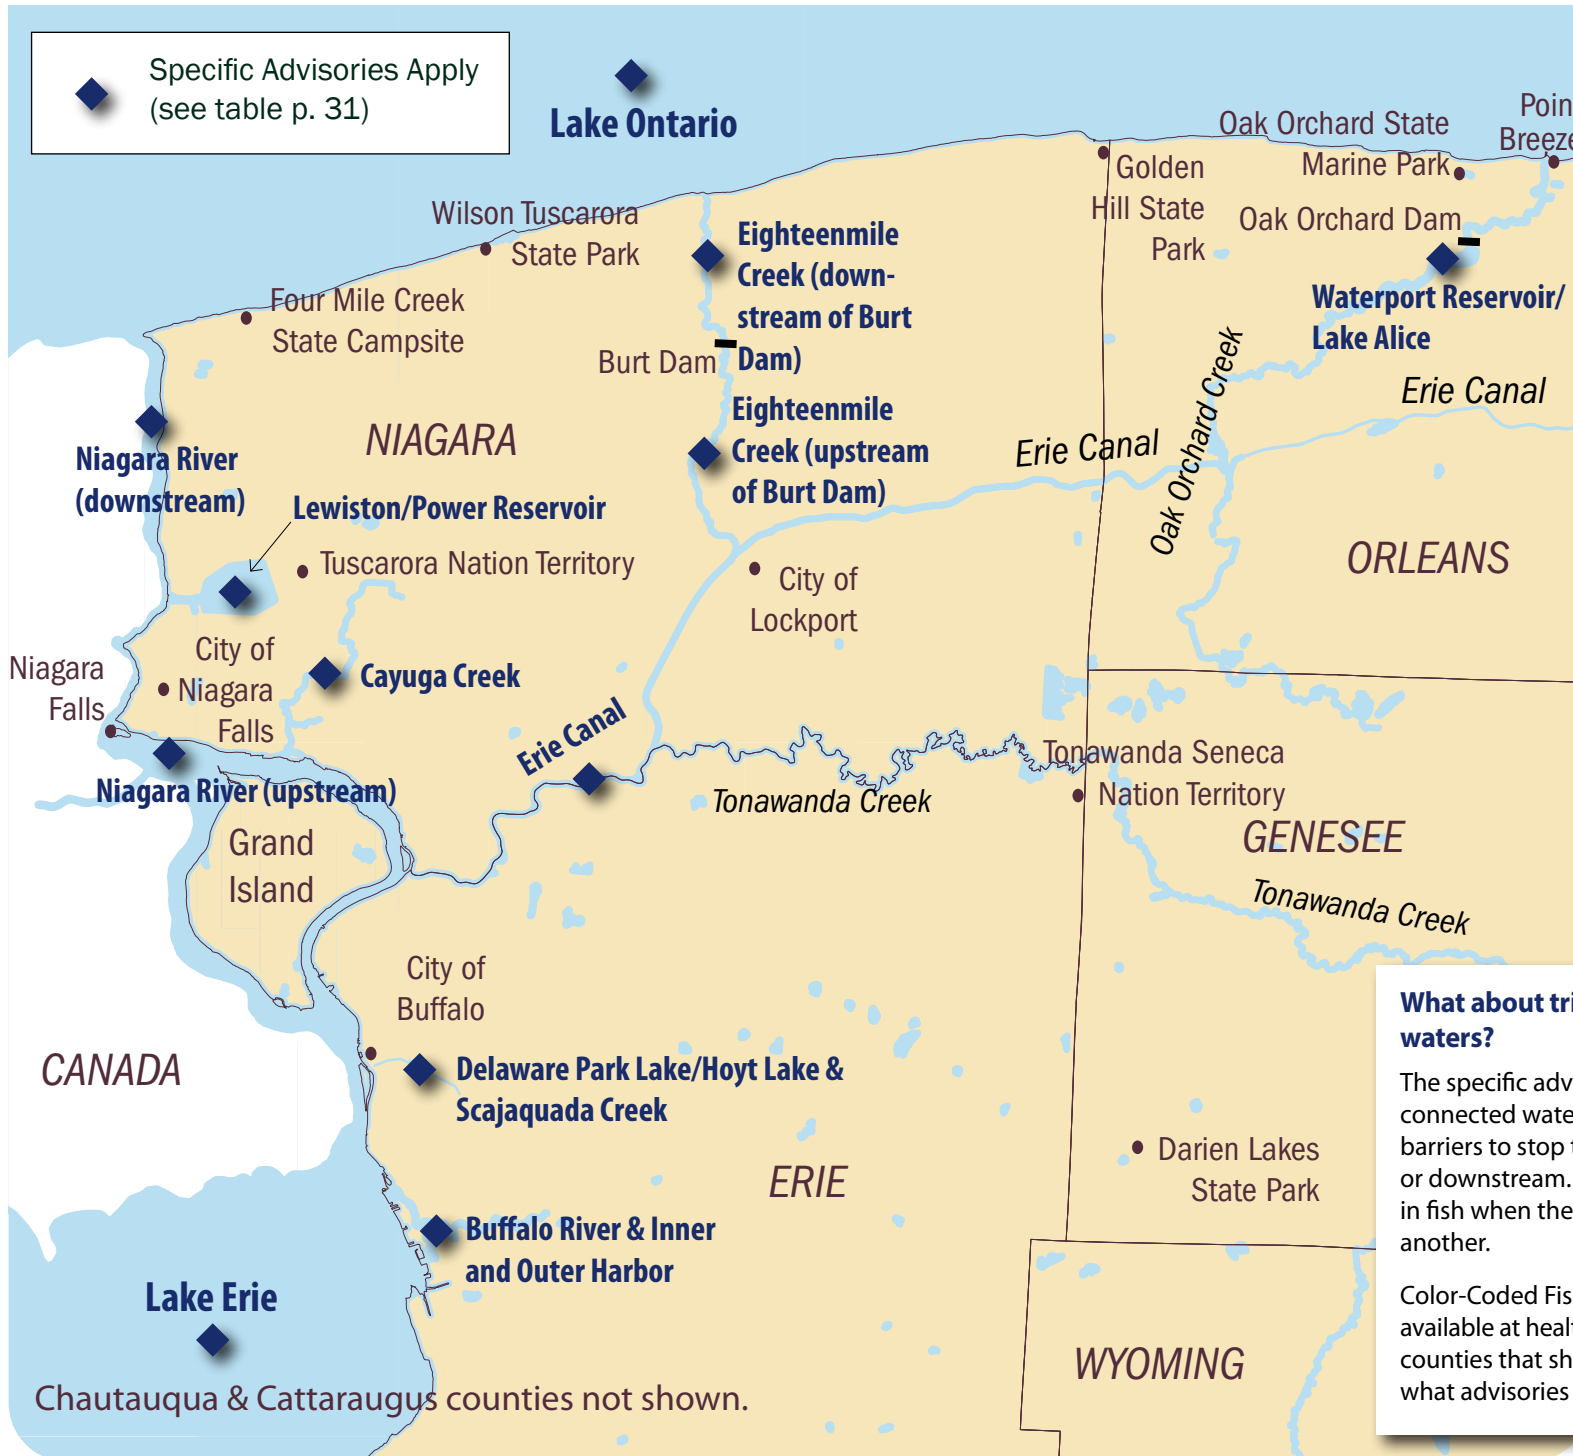 Specific Advisories Apply
(see table p. 31)
Lake Ontario
Oak Orchard State
Marine Park
Golden
Hill State
Park
Oak Orchard Dam
Wilson Tuscarora
State Park
Eighteenmile
Creek (down-
stream of Burt
Dam)
Four Mile Creek
State Campsite
Waterport Reservoir/
Lake Alice
Burt Dam
Erie Canal
Oak Orchard Creek
Eighteenmile
Creek (upstream
of Burt Dam)
Erie Canal
NIAGARA
Niagara River
(downstream)
Lewiston/Power Reservoir
Tuscarora Nation Territory
City of
Lockport
ORLEANS
City of
Niagara
Falls
Niagara
Falls
Cayuga Creek
Erie Canal
Niagara River (upstream)
Tonawanda Creek
Tonawanda Seneca
Nation Territory
Grand
Island
GENESEE
Tonawanda Creek
City of
Buffalo
CANADA
Delaware Park Lake/Hoyt Lake &
Scajaquada Creek
ERIE
Darien Lakes
State Park
Buffalo River & Inner
and Outer Harbor
Lake Erie
WYOMING
Chautauqua & Cattaraugus counties not shown.
What about
waters?
The specific
connected
barriers to stop
or downstream.
in fish when
another.
Color-Coded
available at
counties that
what advisories